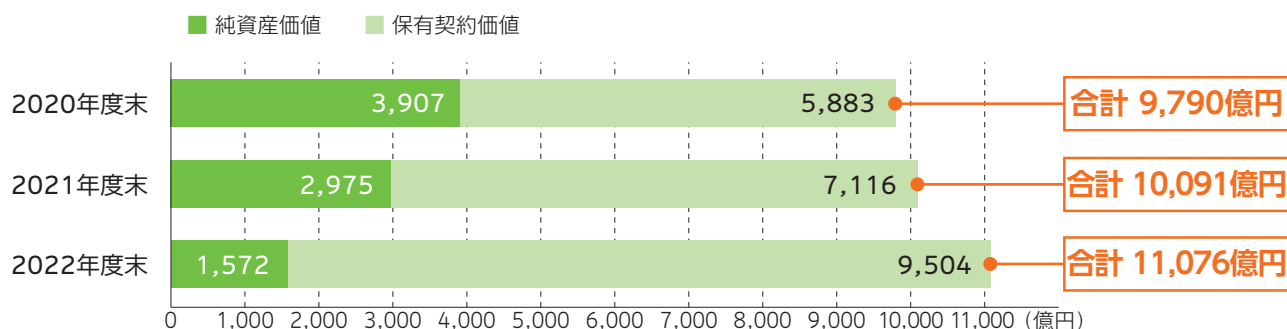 純資産価値 保有契約価値
2020年度末 3,907 5,883 合計 9,790億円
2021年度末 2,975 7,116 合計 10,091億円
2022年度末 1,572 9,504 合計 11,076億円
0 1,000 2,000 3,000 4,000 5,000 6,000 7,000 8,000 9,000 10,000 11,000 (億円)